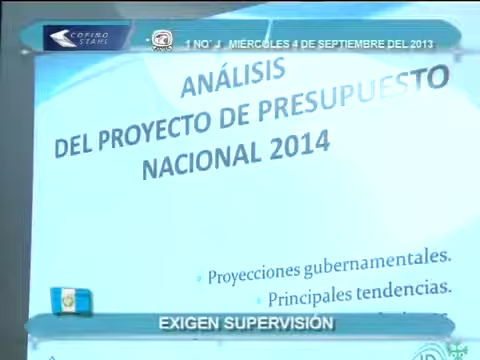 COFINO
STAHL
MIÉRCOLES 4 DE SEPTIEMBRE DEL 2013
ANÁLISIS
DEL PROYECTO DE PRESUPUESTO
NACIONAL 2014
Proyecciones gubernamentales.
Principales tendencias.
EXIGEN SUPERVISIÓN